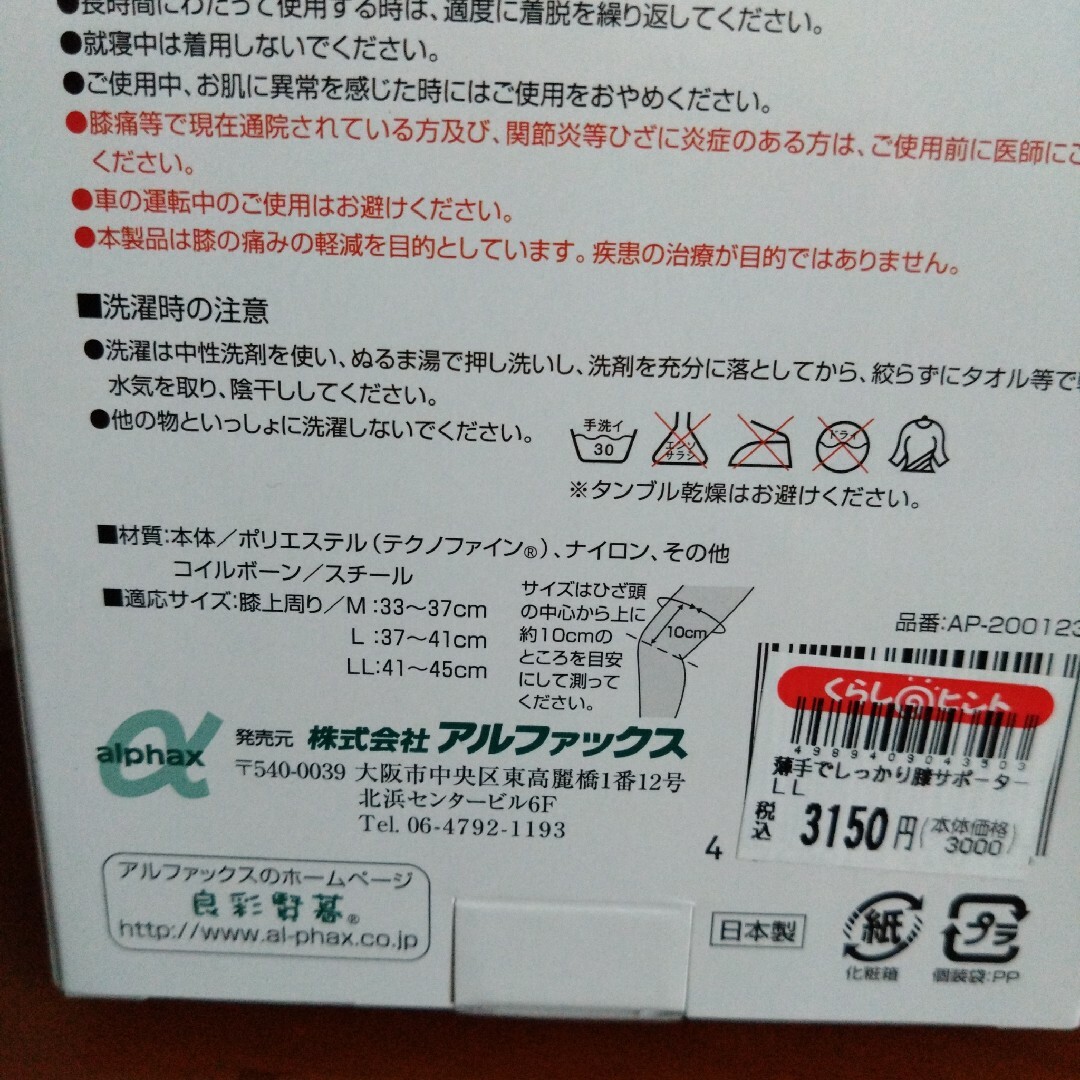 ●長時間にわたって使用する時は、適度に着脱を繰り返してください。
●就寝中は着用しないでください。
●ご使用中、お肌に異常を感じた時にはご使用をおやめください。
●膝痛等で現在通院されている方及び、関節炎等ひざに炎症のある方は、ご使用前に医師にご
ください。
●車の運転中のご使用はお避けください。
●本製品は膝の痛みの軽減を目的としています。疾患の治療が目的ではありません。
■洗濯時の注意
●洗濯は中性洗剤を使い、ぬるま湯で押し洗いし、洗剤を充分に落としてから、絞らずにタオル等で
水気を取り、陰干ししてください。
●他の物といっしょに洗濯しないでください。
手洗イ
30
エンソ
サラシ
ドライ
※タンブル乾燥はお避けください。
■材質:本体/ポリエステル(テクノファイン®)、ナイロン、その他
コイルボーン/スチール
■適応サイズ:膝上周り/M:33〜37cm
L:37〜41cm
LL:41〜45cm
サイズはひざ頭
の中心から上に
約10cmの
ところを目安
にして測って
ください。
10cm
品番:AP-200123
くらしのヒント
4989409043503
薄手でしっかり膝サポーター
LL
税込 3150円(本体価格 3000)
4
alphax
発売元 株式会社アルファックス
〒540-0039 大阪市中央区東高麗橋1番12号
北浜センタービル6F
Tel. 06-4792-1193
アルファックスのホームページ
良彩賢暮®
http://www.al-phax.co.jp
日本製
紙
化粧箱
プラ
個装袋:PP